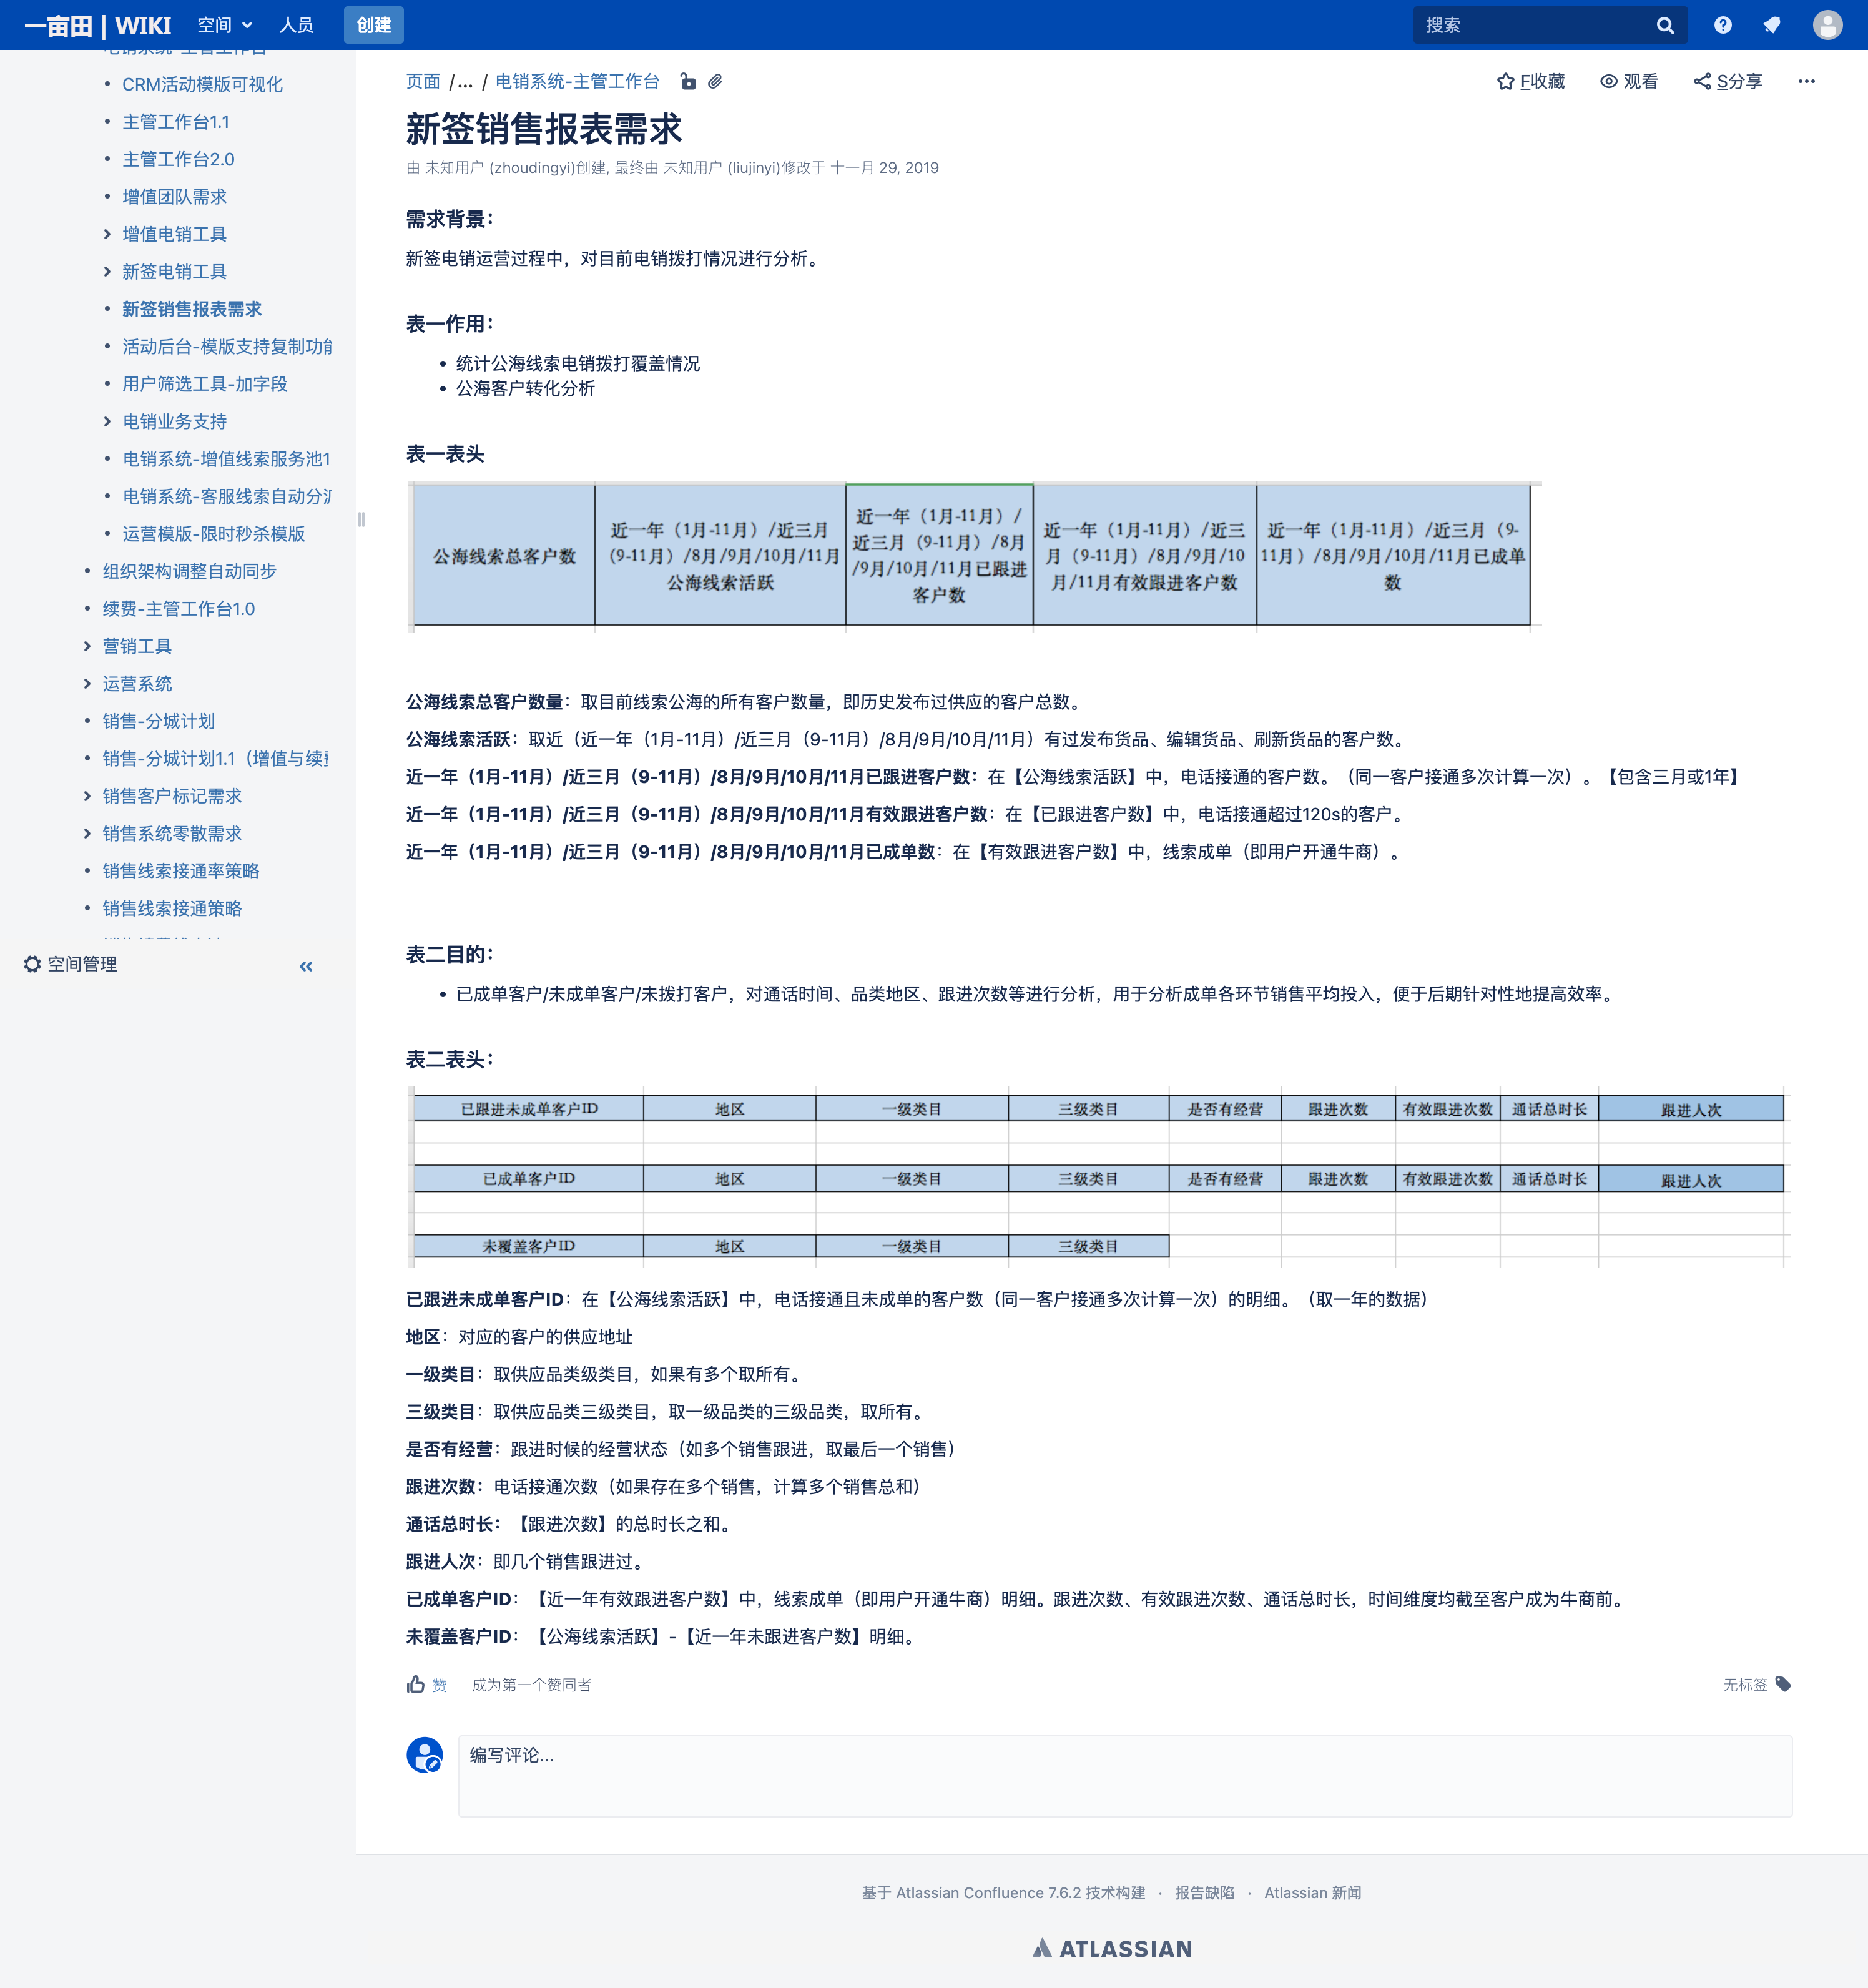 一亩田 | WIKI
空间
人员
创建
搜索
CRM活动模版可视化
主管工作台1.1
主管工作台2.0
增值团队需求
增值电销工具
新签电销工具
新签销售报表需求
活动后台-模版支持复制功能
用户筛选工具-加字段
电销业务支持
电销系统-增值线索服务池1
电销系统-客服线索自动分
运营模版-限时秒杀模版
组织架构调整自动同步
续费-主管工作台1.0
营销工具
运营系统
销售-分城计划
销售-分城计划1.1（增值与续
销售客户标记需求
销售系统零散需求
销售线索接通率策略
销售线索接通策略
空间管理
页面 /... / 电销系统-主管工作台
F收藏
观看
S分享
新签销售报表需求
由 未知用户 (zhoudingyi)创建, 最终由 未知用户 (liujinyi)修改于 十一月 29, 2019
需求背景：
新签电销运营过程中，对目前电销拨打情况进行分析。
表一作用：
统计公海线索电销拨打覆盖情况
公海客户转化分析
表一表头
公海线索总客户数
近一年（1月-11月）/近三月
（9-11月）/8月/9月/10月/11月
公海线索活跃
近一年（1月-11月）/
近三月（9-11月）/8月
/9月/10月/11月已跟进
客户数
近一年（1月-11月）/近三
月（9-11月）/8月/9月/10
月/11月有效跟进客户数
近一年（1月-11月）/近三月（9-
11月）/8月/9月/10月/11月已成单
数
公海线索总客户数量：取目前线索公海的所有客户数量，即历史发布过供应的客户总数。
公海线索活跃：取近（近一年（1月-11月）/近三月（9-11月）/8月/9月/10月/11月）有过发布货品、编辑货品、刷新货品的客户数。
近一年（1月-11月）/近三月（9-11月）/8月/9月/10月/11月已跟进客户数：在【公海线索活跃】中，电话接通的客户数。（同一客户接通多次计算一次）。【包含三月或1年】
近一年（1月-11月）/近三月（9-11月）/8月/9月/10月/11月有效跟进客户数：在【已跟进客户数】中，电话接通超过120s的客户。
近一年（1月-11月）/近三月（9-11月）/8月/9月/10月/11月已成单数：在【有效跟进客户数】中，线索成单（即用户开通牛商）。
表二目的：
已成单客户/未成单客户/未拨打客户，对通话时间、品类地区、跟进次数等进行分析，用于分析成单各环节销售平均投入，便于后期针对性地提高效率。
表二表头：
已跟进未成单客户ID 地区 一级类目 三级类目 是否有经营 跟进次数 有效跟进次数 通话总时长 跟进人次
已成单客户ID 地区 一级类目 三级类目 是否有经营 跟进次数 有效跟进次数 通话总时长 跟进人次
未覆盖客户ID 地区 一级类目 三级类目
已跟进未成单客户ID：在【公海线索活跃】中，电话接通且未成单的客户数（同一客户接通多次计算一次）的明细。（取一年的数据）
地区：对应的客户的供应地址
一级类目：取供应品类级类目，如果有多个取所有。
三级类目：取供应品类三级类目，取一级品类的三级品类，取所有。
是否有经营：跟进时候的经营状态（如多个销售跟进，取最后一个销售）
跟进次数：电话接通次数（如果存在多个销售，计算多个销售总和）
通话总时长：【跟进次数】的总时长之和。
跟进人次：即几个销售跟进过。
已成单客户ID：【近一年有效跟进客户数】中，线索成单（即用户开通牛商）明细。跟进次数、有效跟进次数、通话总时长，时间维度均截至客户成为牛商前。
未覆盖客户ID：【公海线索活跃】-【近一年未跟进客户数】明细。
赞
成为第一个赞同者
无标签
编写评论...
基于 Atlassian Confluence 7.6.2 技术构建 · 报告缺陷 · Atlassian 新闻
ATLASSIAN